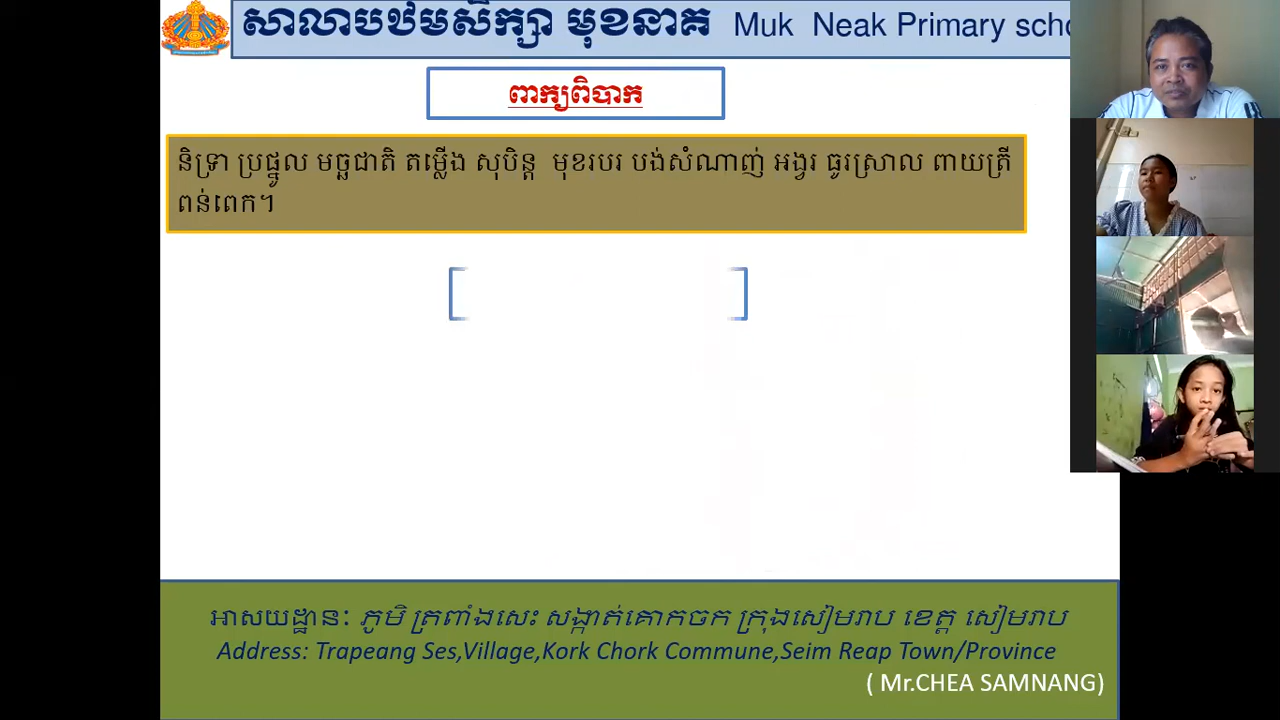 សាលាបឋមសិក្សា មុខនាគ Muk Neak Primary scho
ពាក្យពិបាក
និទ្រា ប្រផ្នូល មច្ឆជាតិ តម្លើង សុបិន្ត មុខរបរ បង់សំណាញ់ អង្វរ ធូរស្រាល ពាយត្រី
ពន់ពេក។
អាសយដ្ឋាន: ភូមិ ត្រពាំងសេះ សង្កាត់គោកចក ក្រុងសៀមរាប ខេត្ត សៀមរាប
Address: Trapeang Ses,Village,Kork Chork Commune,Seim Reap Town/Province
( Mr.CHEA SAMNANG)